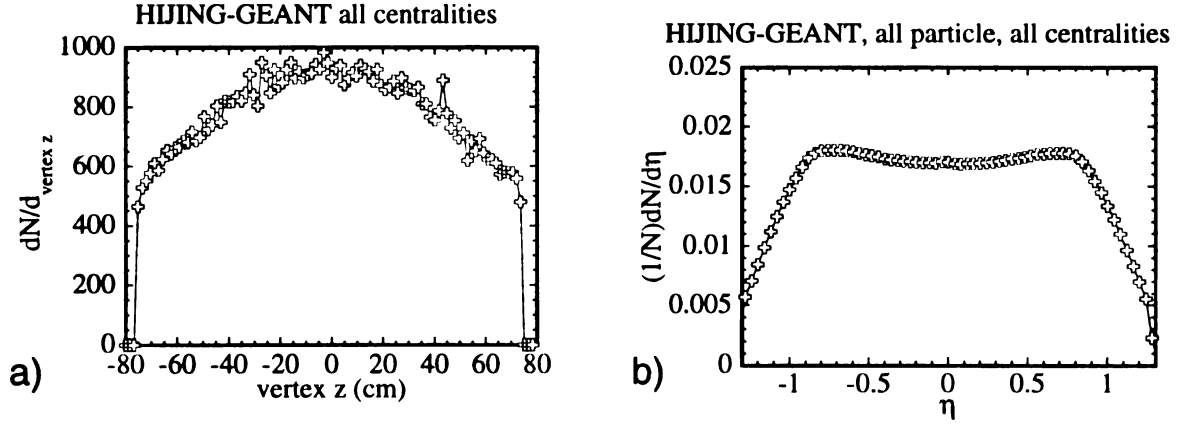 HIJING-GEANT all centralities
dN/d vertex z
1000
800
600
400
200
0
-80 -60 -40 -20 0 20 40 60 80
vertex z (cm)
a)
HIJING-GEANT, all particle, all centralities
(1/N)dN/dη
0.025
0.02
0.015
0.01
0.005
0
-1 -0.5 0 0.5 1
η
b)